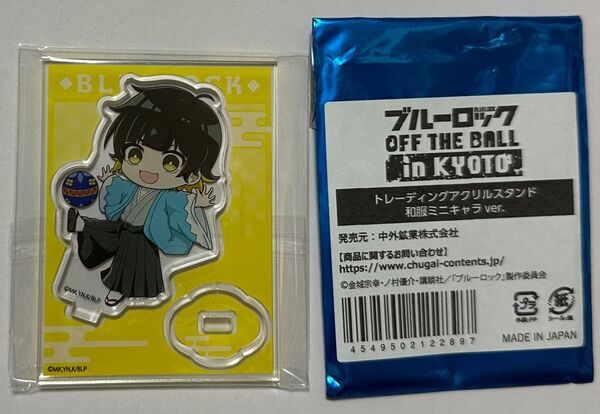 BLUELOCK
©MK,YN,K/BLP
©MK,YN,K/BLP
ブルーロック
BLUELOCK
OFF THE BALL
in KYOTO
トレーディングアクリルスタンド
和服ミニキャラ ver.
発売元：中外鉱業株式会社
【商品に関するお問い合わせ】
https://www.chugai-contents.jp/
©金城宗幸・ノ村優介・講談社／「ブルーロック」製作委員会
4549502122897
プラ
外袋:PP
紙
シール・他
MADE IN JAPAN